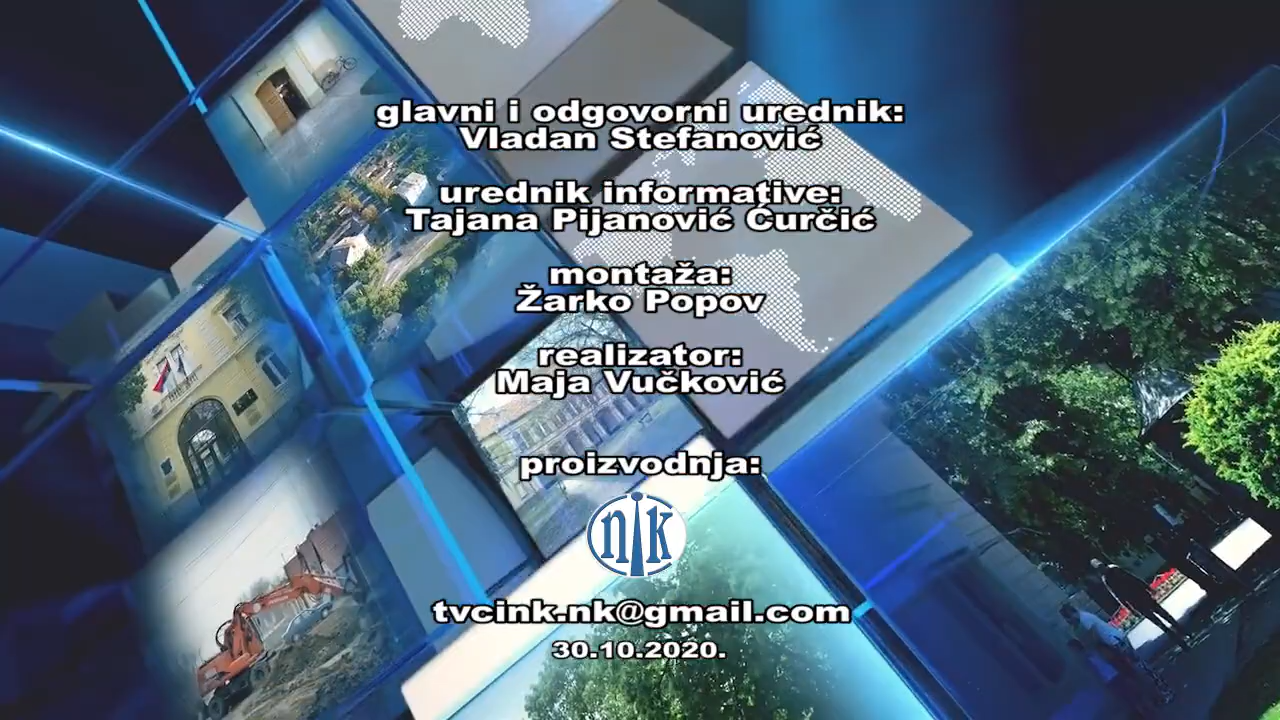 glavni i odgovorni urednik:
Vladan Stefanović
urednik informative:
Tajana Pijanović Ćurčić
montaža:
Žarko Popov
realizator:
Maja Vučković
proizvodnja:
nik
tvcink.nk@gmail.com
30.10.2020.